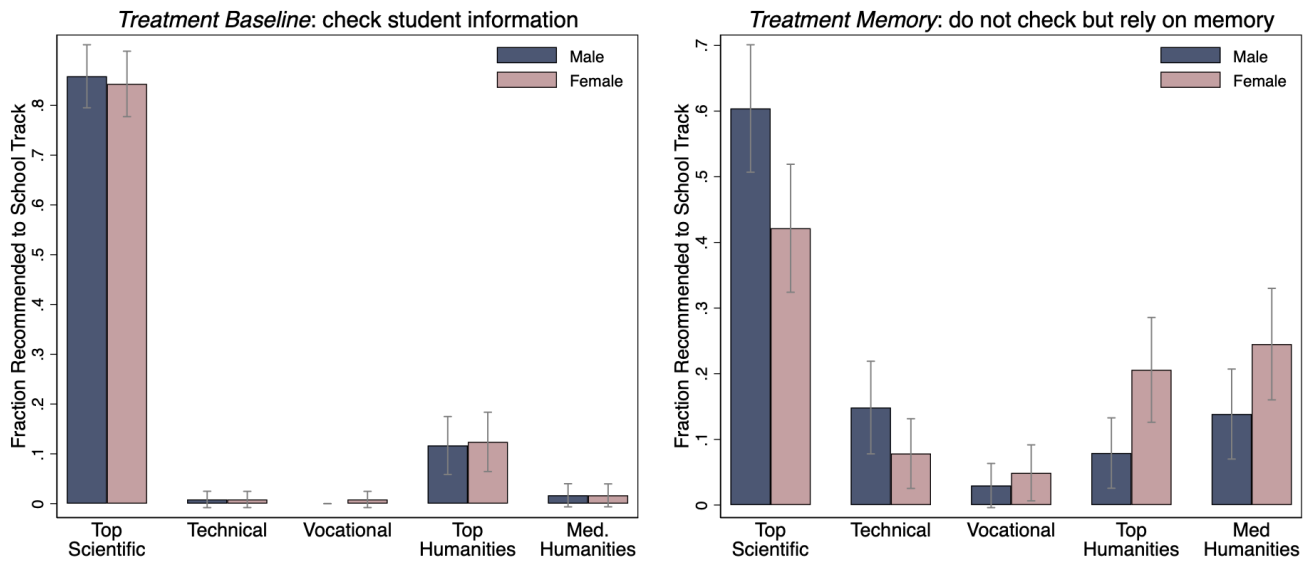 Treatment Baseline: check student information
Fraction Recommended to School Track
.8
.7
.6
.5
.4
.3
.2
.1
0
Male
Female
Top
Scientific
Technical
Vocational
Top
Humanities
Med.
Humanities
Treatment Memory: do not check but rely on memory
Fraction Recommended to School Track
.7
.6
.5
.4
.3
.2
.1
0
Male
Female
Top
Scientific
Technical
Vocational
Top
Humanities
Med
Humanities